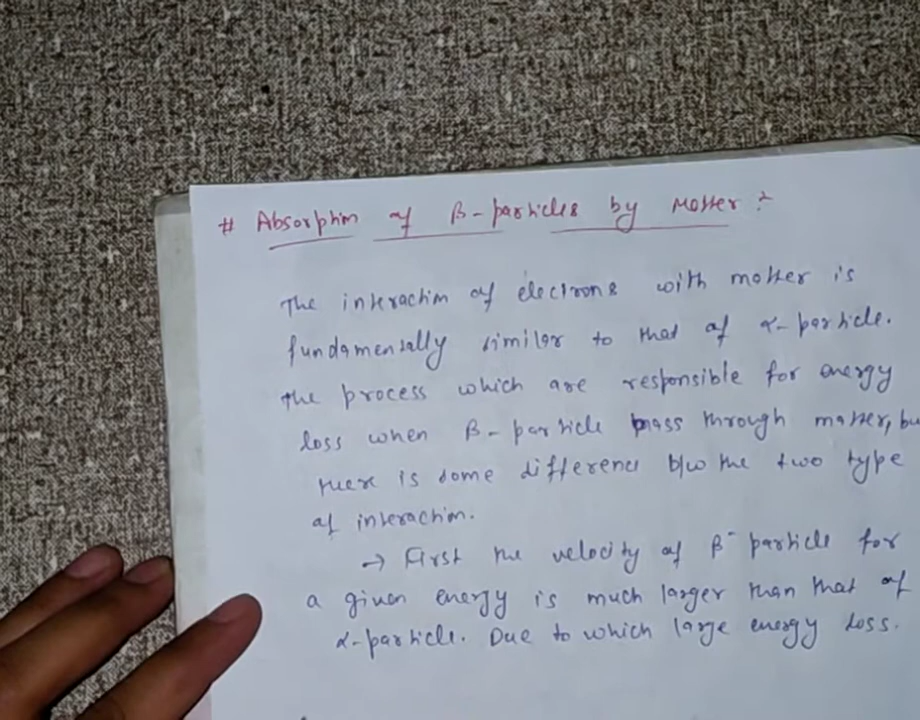 # Absorption of β-particles by Matter :
The interaction of electrons with matter is
fundamentally similar to that of α-particle.
The process which are responsible for energy
loss when β-particle pass through matter, bu
there is some difference b/w the two type
of interaction.
→ First the velocity of β⁻ particle for
a given energy is much larger than that of
α-particle. Due to which large energy loss.